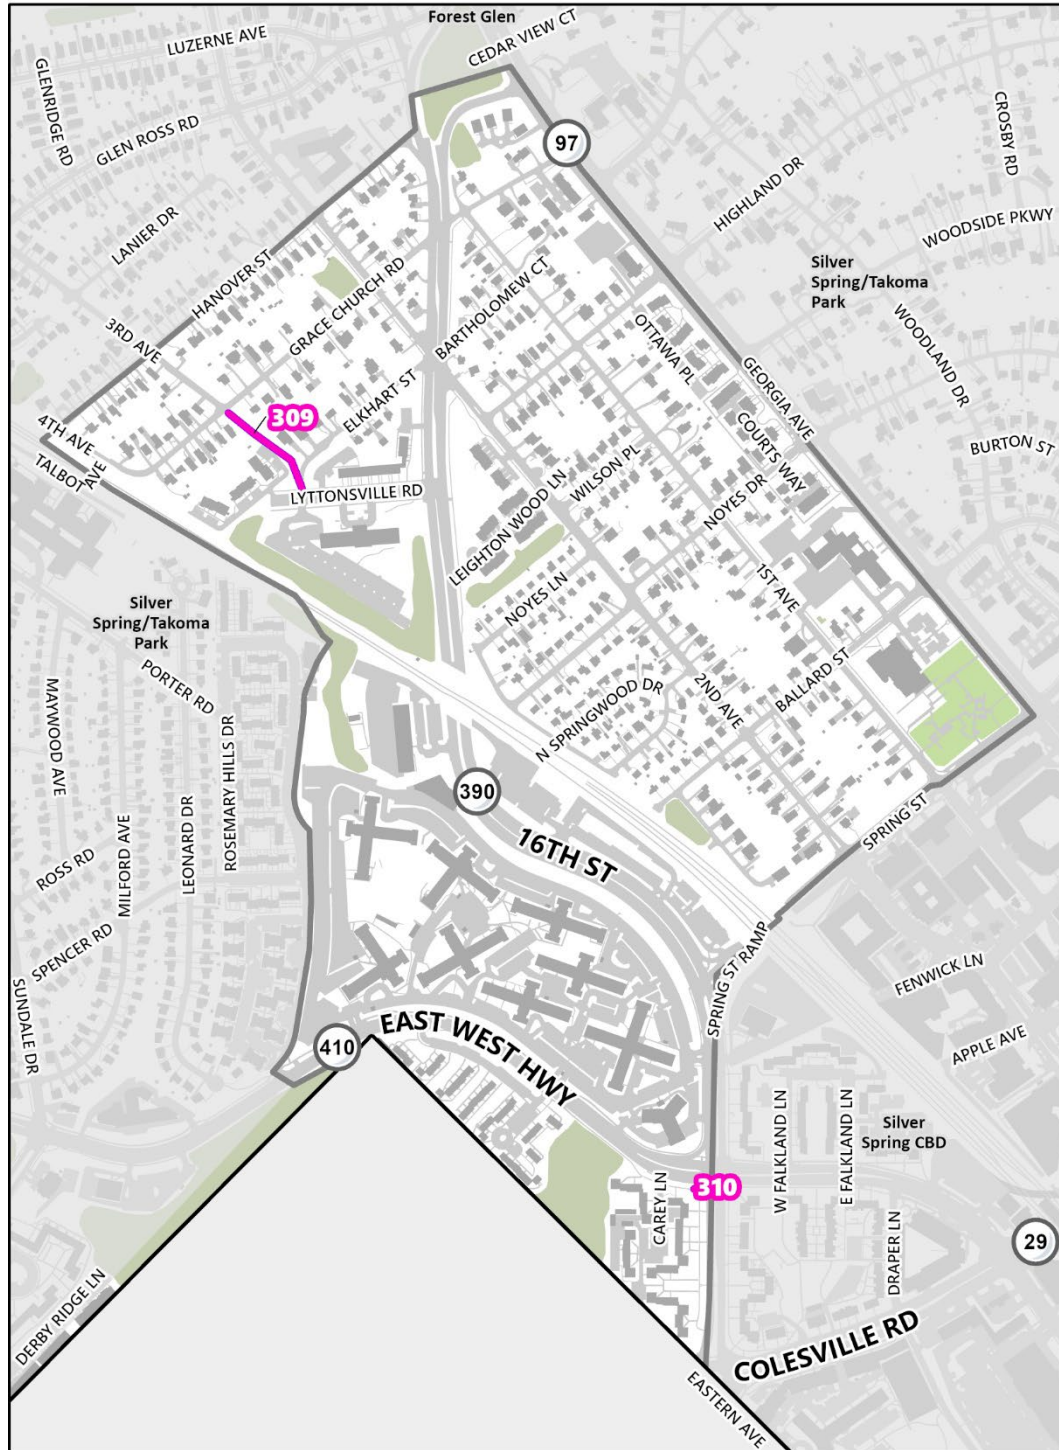 Forest Glen
LUZERNE AVE
CEDAR VIEW CT
GLENRIDGE RD
GLEN ROSS RD
97
CROSBY RD
HIGHLAND DR
LANIER DR
WOODSIDE PKWY
HANOVER ST
Silver
Spring/Takoma
Park
GRACE CHURCH RD
BARTHOLOMEW CT
3RD AVE
OTTAWA PL
WOODLAND DR
GEORGIA AVE
ELKHART ST
309
4TH AVE
TALBOT
AVE
COURTS WAY
BURTON ST
LYTTONSVILLE RD
LEIGHTON WOOD LN
WILSON PL
NOYES DR
NOYES LN
1ST AVE
Silver
Spring/Takoma
Park
PORTER RD
MAYWOOD AVE
ROSEMARY HILLS DR
BALLARD ST
2ND AVE
N SPRINGWOOD DR
390
16TH ST
SPRING ST
ROSS RD
MILFORD AVE
LEONARD DR
SPENCER RD
SUNDALE DR
SPRING ST RAMP
FENWICK LN
APPLE AVE
410
EAST WEST HWY
W FALKLAND LN
E FALKLAND LN
Silver
Spring CBD
310
CAREY LN
DRAPER LN
29
DERBY RIDGE LN
COLESVILLE RD
EASTERN AVE